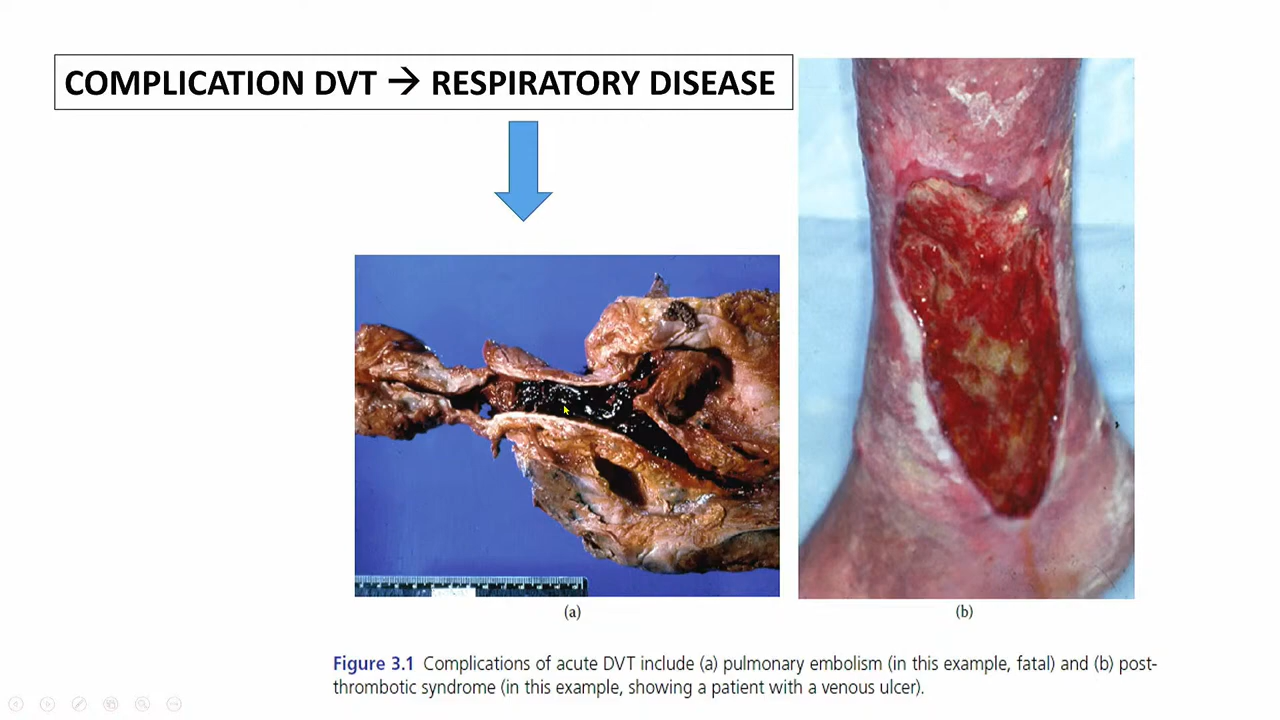 COMPLICATION DVT → RESPIRATORY DISEASE
(a)
(b)
Figure 3.1 Complications of acute DVT include (a) pulmonary embolism (in this example, fatal) and (b) post-
thrombotic syndrome (in this example, showing a patient with a venous ulcer).